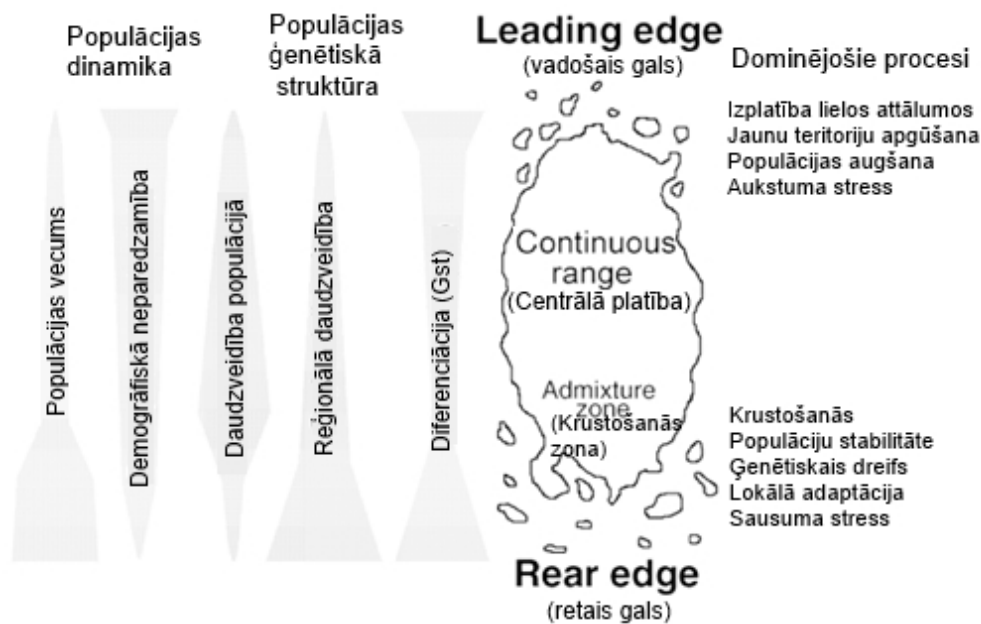 Populācijas
dinamika
Populācijas
ģenētiskā
struktūra
Leading edge
(vadošais gals)
Dominējošie procesi
Izplatība lielos attālumos
Jaunu teritoriju apgūšana
Populācijas augšana
Aukstuma stress
Populācijas vecums
Demogrāfiskā neparedzamība
Daudzveidība populācijā
Reģionālā daudzveidība
Diferenciācija (Gst)
Continuous
range
(Centrālā platība)
Admixture
zone
(Krustošanās
zona)
Krustošanās
Populāciju stabilitāte
Ģenētiskais dreifs
Lokālā adaptācija
Sausuma stress
Rear edge
(retais gals)